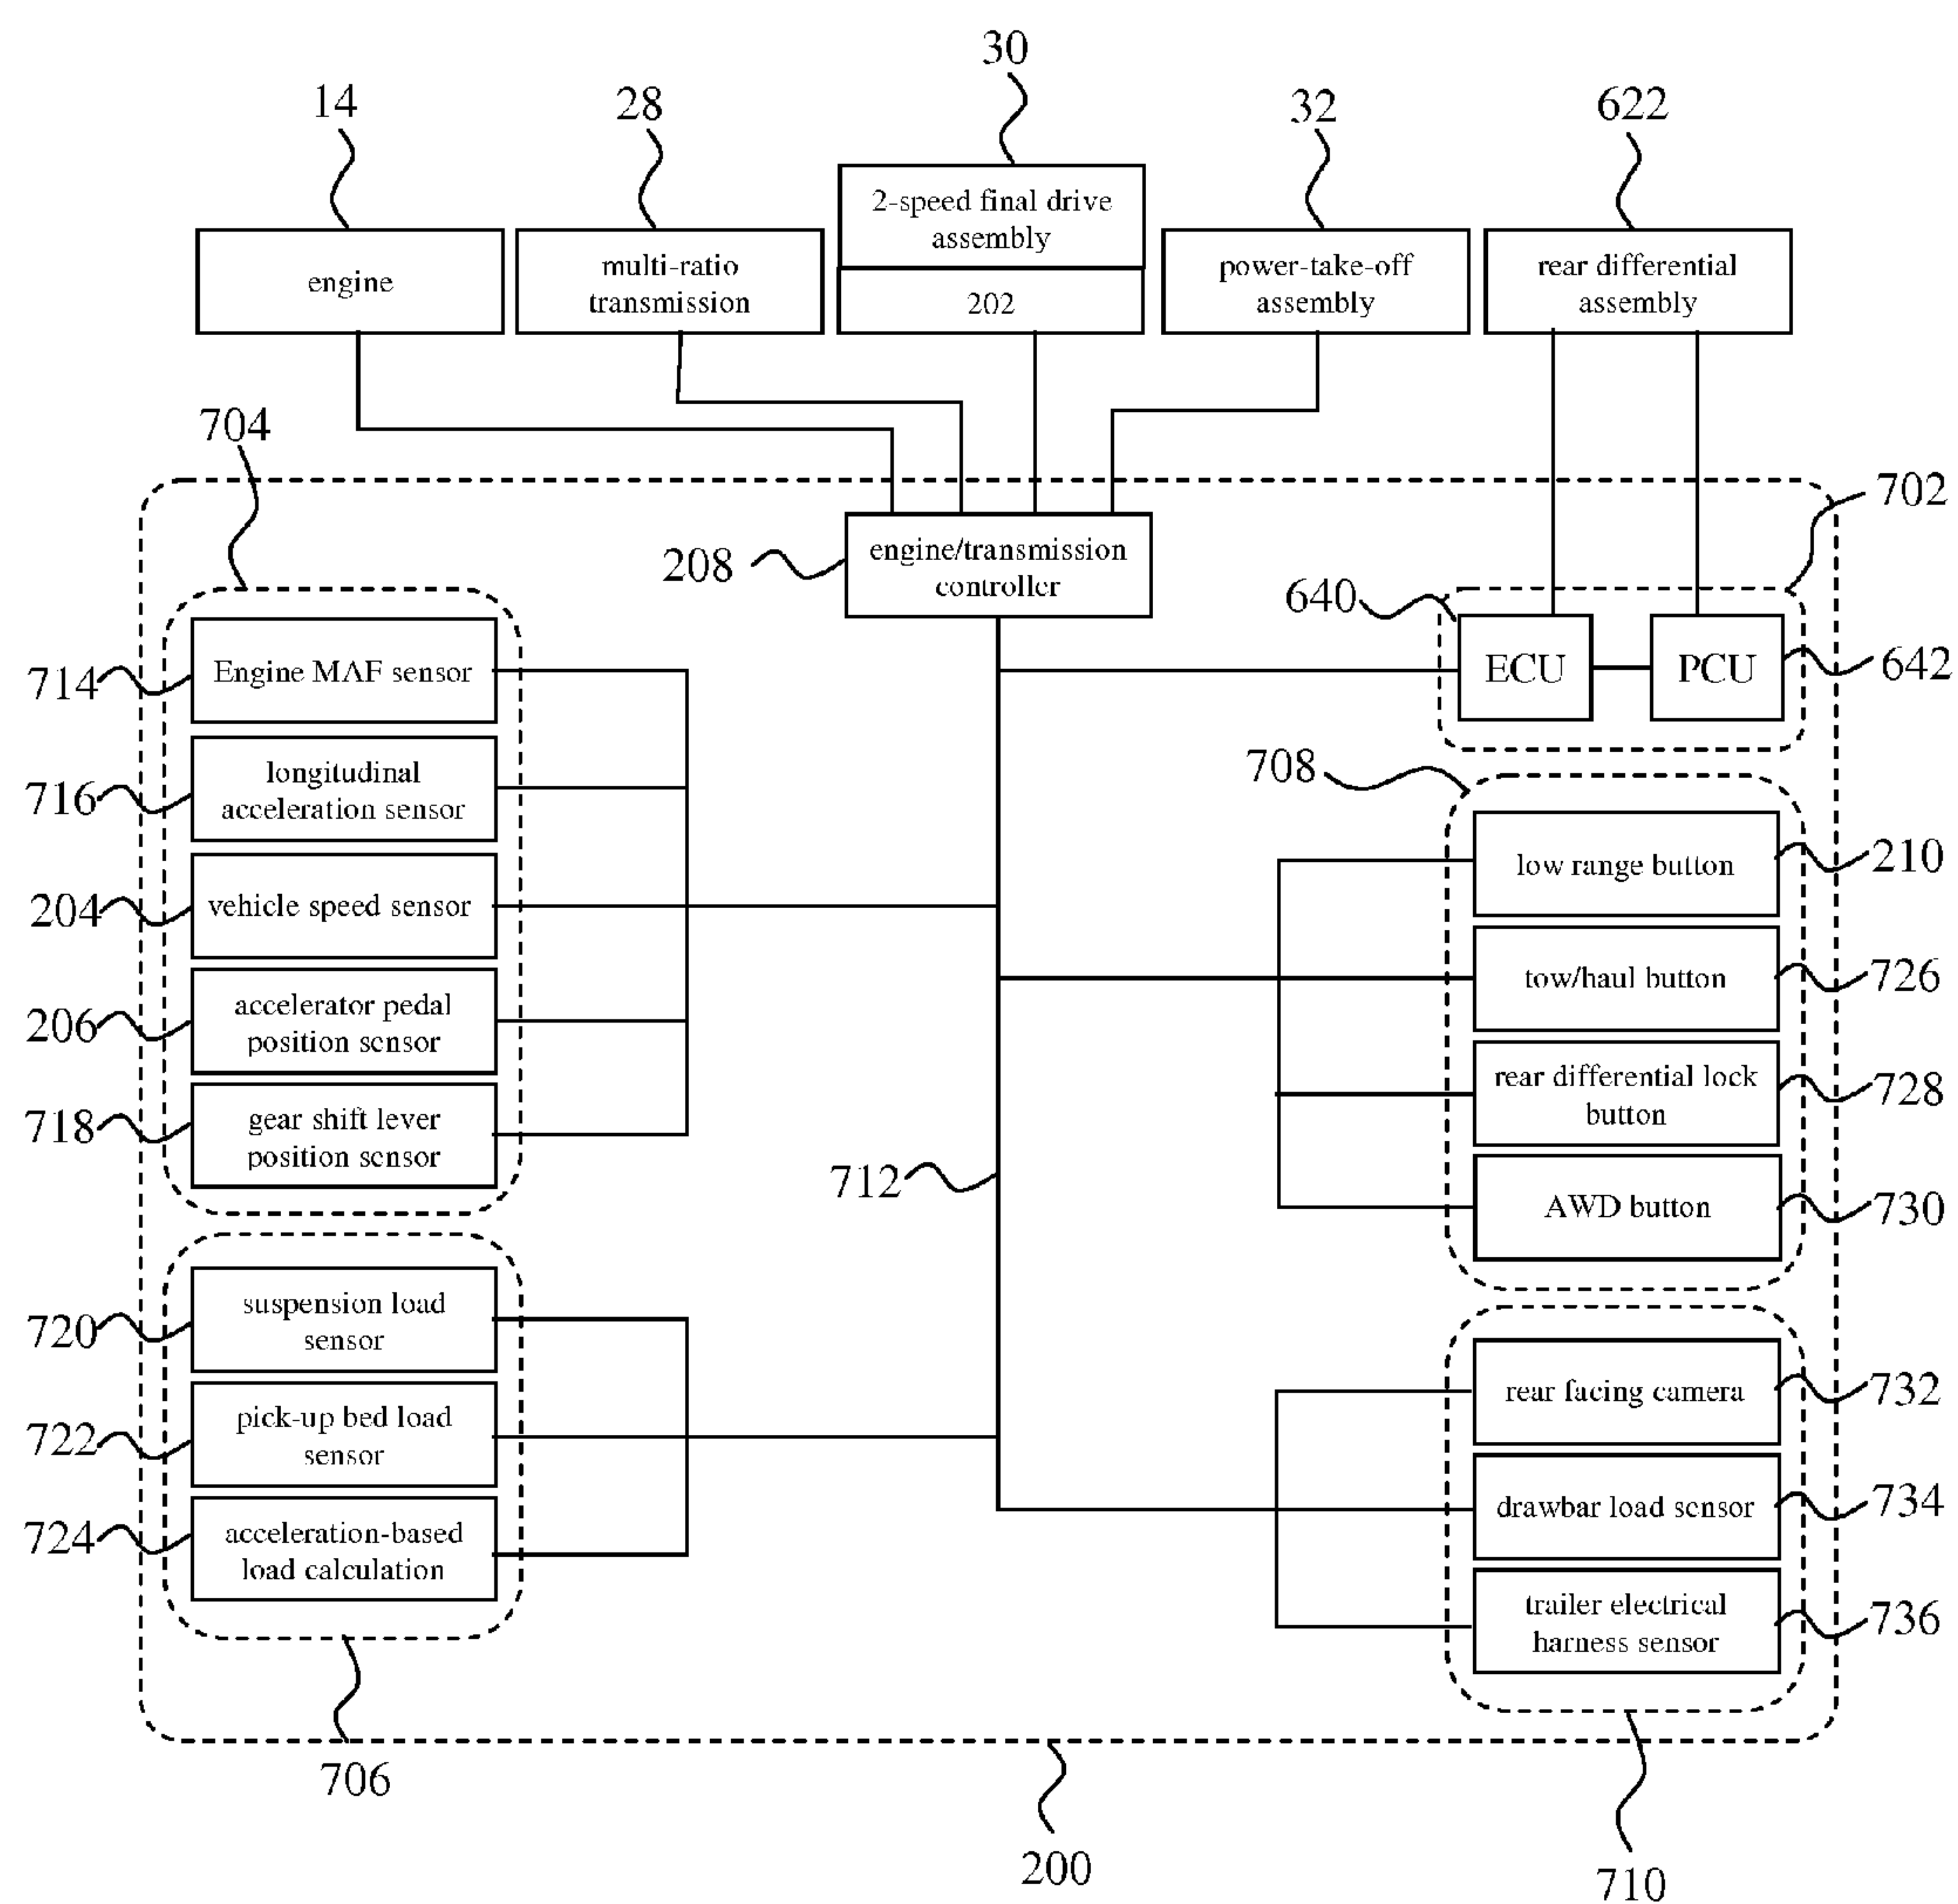 30
14
28
32
622
2-speed final drive
assembly
202
engine
multi-ratio
transmission
power-take-off
assembly
rear differential
assembly
704
702
208
engine/transmission
controller
640
ECU
PCU
642
714
Engine MAF sensor
716
longitudinal
acceleration sensor
204
vehicle speed sensor
206
accelerator pedal
position sensor
718
gear shift lever
position sensor
708
low range button
210
tow/haul button
726
rear differential lock
button
728
AWD button
730
712
720
suspension load
sensor
722
pick-up bed load
sensor
724
acceleration-based
load calculation
rear facing camera
732
drawbar load sensor
734
trailer electrical
harness sensor
736
706
200
710